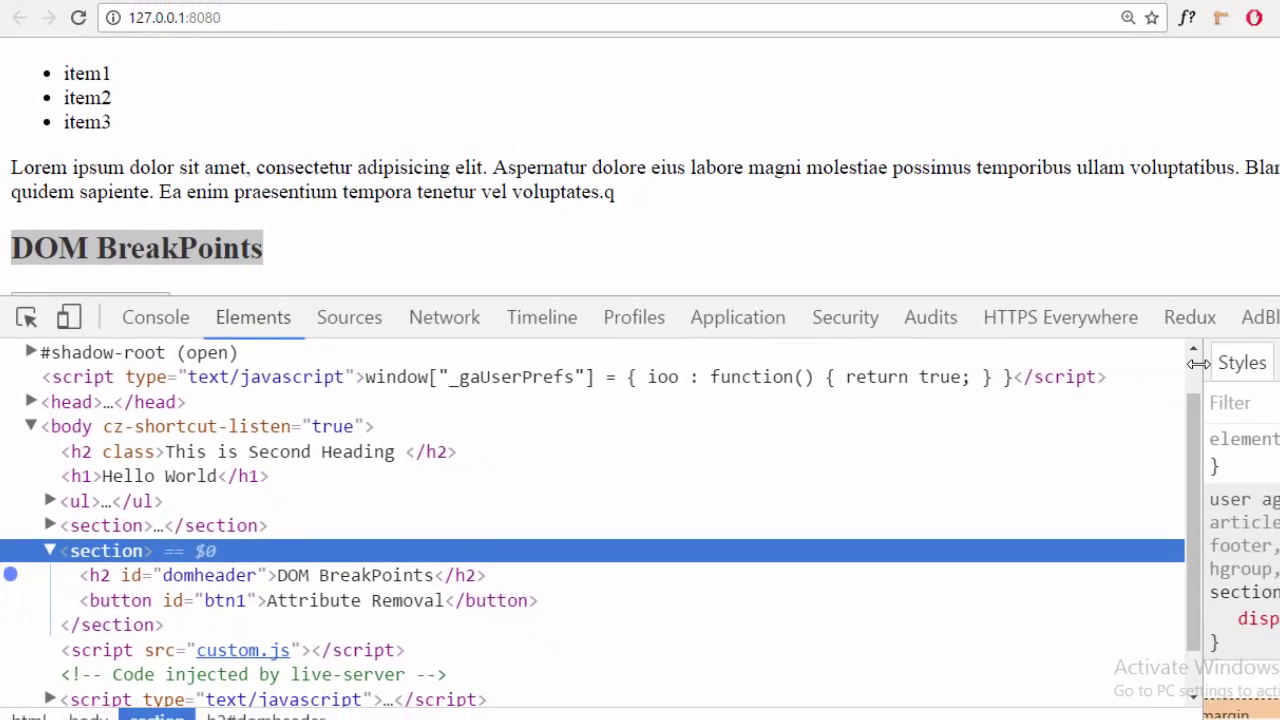 127.0.0.1:8080
f?
item1
item2
item3
Lorem ipsum dolor sit amet, consectetur adipisicing elit. Aspernatur dolore eius labore magni molestiae possimus temporibus ullam voluptatibus. Blan
quidem sapiente. Ea enim praesentium tempora tenetur vel voluptates.q
DOM BreakPoints
Console Elements Sources Network Timeline Profiles Application Security Audits HTTPS Everywhere Redux AdBl
#shadow-root (open)
<script type="text/javascript">window["_gaUserPrefs"] = { ioo : function() { return true; } }</script>
<head>…</head>
<body cz-shortcut-listen="true">
<h2 class>This is Second Heading </h2>
<h1>Hello World</h1>
<ul>…</ul>
<section>…</section>
<section> == $0
<h2 id="domheader">DOM BreakPoints</h2>
<button id="btn1">Attribute Removal</button>
</section>
<script src="custom.js"></script>
<!-- Code injected by live-server -->
<script type="text/javascript">…</script>
html body section h2#domheader
Styles
Filter
element
}
user ag
article
footer,
hgroup,
section
disp
}
Activate Windows
Go to PC settings to acti
margin